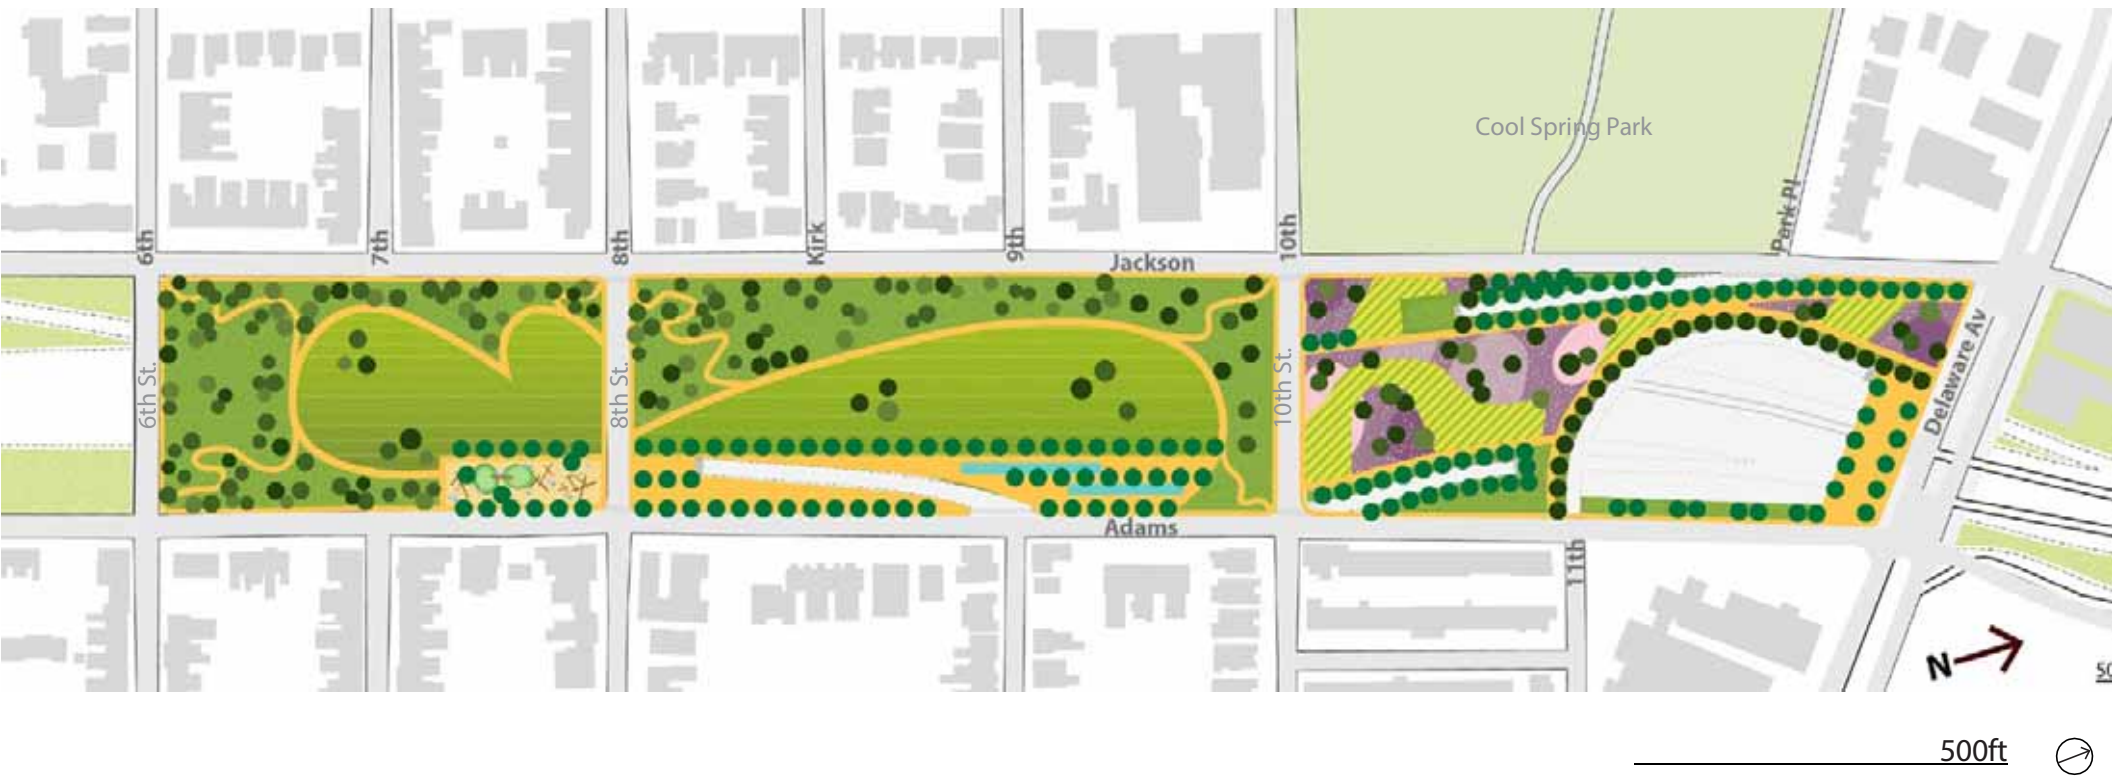 Cool Spring Park
6th
7th
8th
Kirk
9th
10th
Park Pl
Jackson
6th St.
8th St.
10th St.
Delaware Av
Adams
11th
N
50
500ft